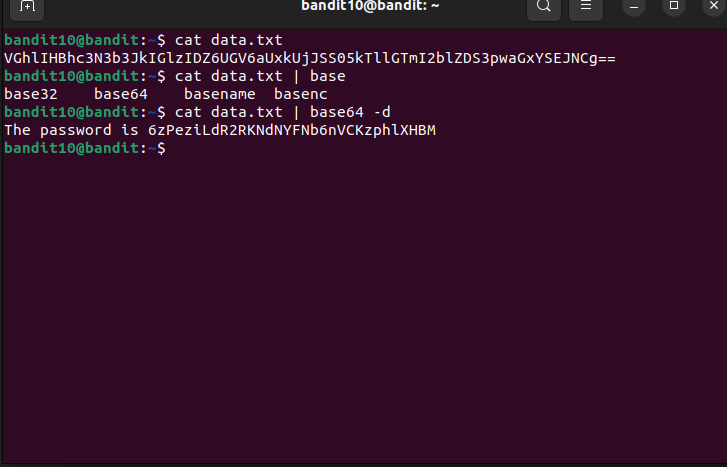 bandit10@bandit: ~
bandit10@bandit:~$ cat data.txt
VGhlIHBhc3N3b3JkIGlzIDZ6UGV6aUxkUjJSS05kTllGTmI2blZDS3pwaGxYSEJNCg==
bandit10@bandit:~$ cat data.txt | base
base32    base64    basename  basenc
bandit10@bandit:~$ cat data.txt | base64 -d
The password is 6zPeziLdR2RKNdNYFNb6nVCKzphlXHBM
bandit10@bandit:~$